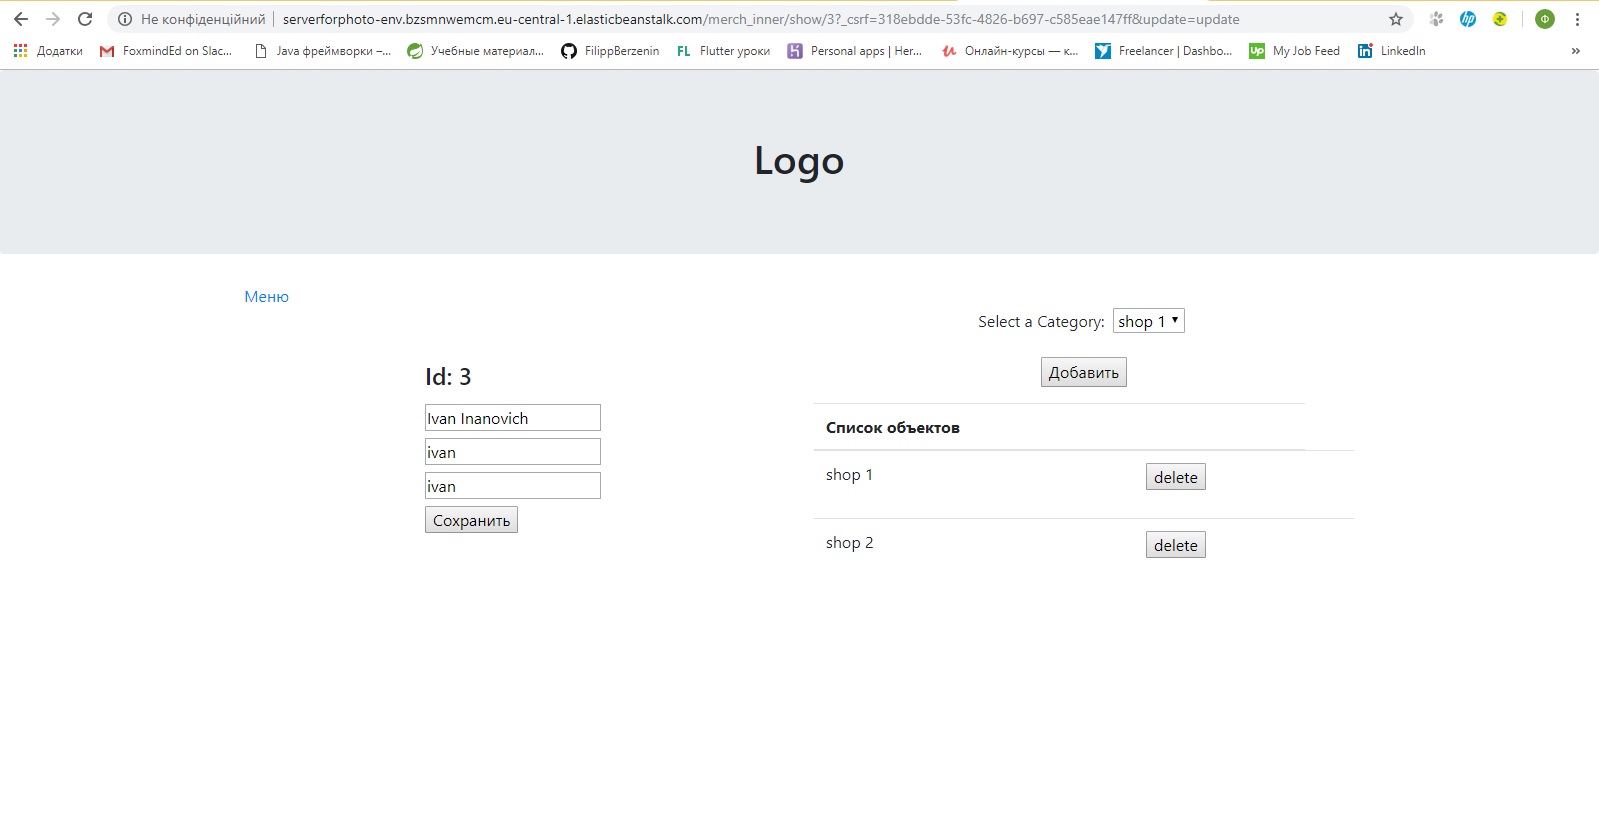 Не конфіденційний serverforphoto-env.bzsmnwemcm.eu-central-1.elasticbeanstalk.com/merch_inner/show/3?_csrf=318ebdde-53fc-4826-b697-c585eae147ff&update=update Ф
Додатки FoxmindEd on Slac... Java фреймворки –... Учебные материал... FilippBerzenin FL Flutter уроки Personal apps | Her... Онлайн-курсы — к... Freelancer | Dashbo... up My Job Feed in LinkedIn »
Logo
Меню
Select a Category: shop 1
Добавить
Id: 3
Ivan Inanovich
ivan
ivan
Сохранить
Список объектов
shop 1 delete
shop 2 delete